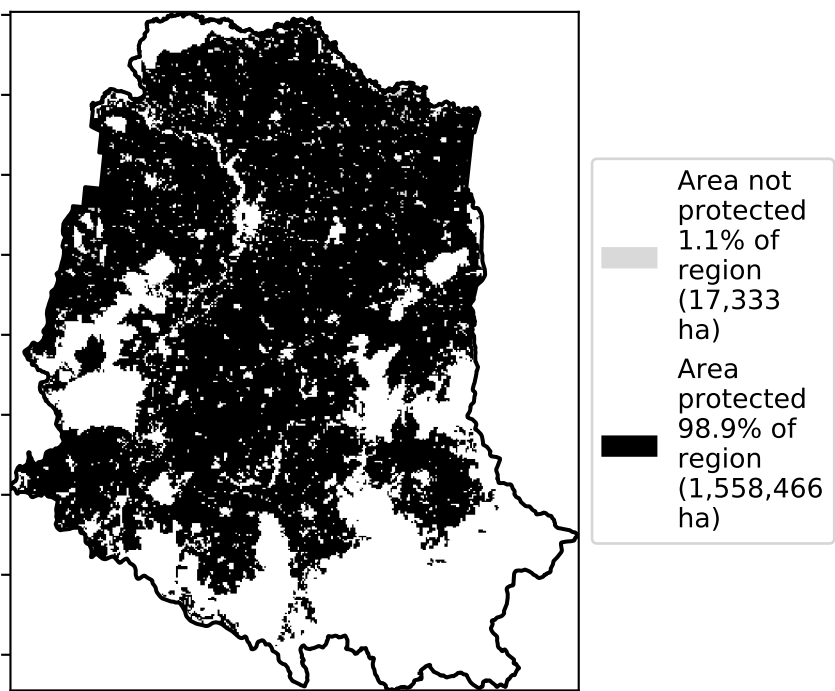 Area not
protected
1.1% of
region
(17,333
ha)
Area
protected
98.9% of
region
(1,558,466
ha)